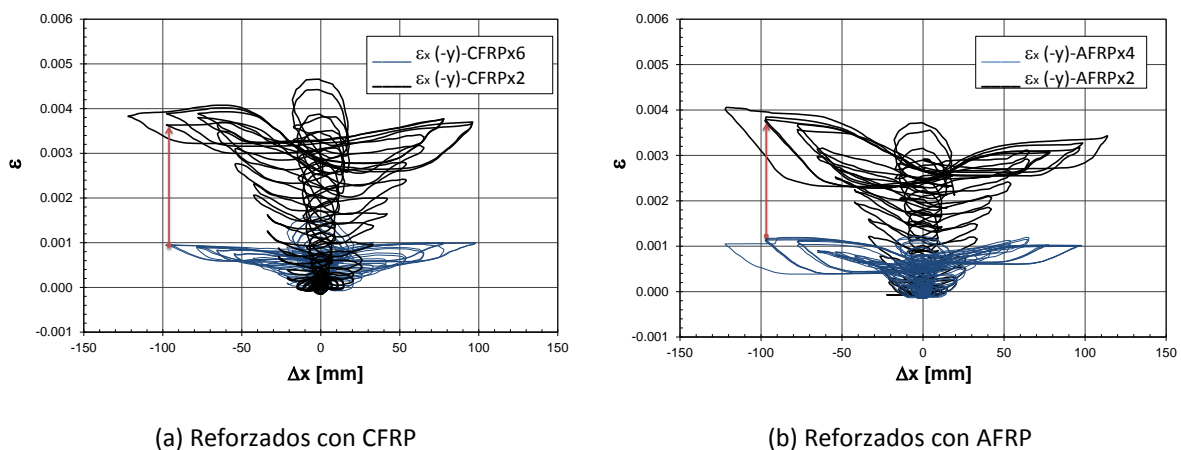 0.006
0.005
0.004
0.003
0.002
0.001
0.000
-0.001
ε
-150 -100 -50 0 50 100 150
Δx [mm]
εx (-y)-CFRPx6
εx (-y)-CFRPx2
(a) Reforzados con CFRP
0.006
0.005
0.004
0.003
0.002
0.001
0.000
-0.001
ε
-150 -100 -50 0 50 100 150
Δx [mm]
εx (-y)-AFRPx4
εx (-y)-AFRPx2
(b) Reforzados con AFRP